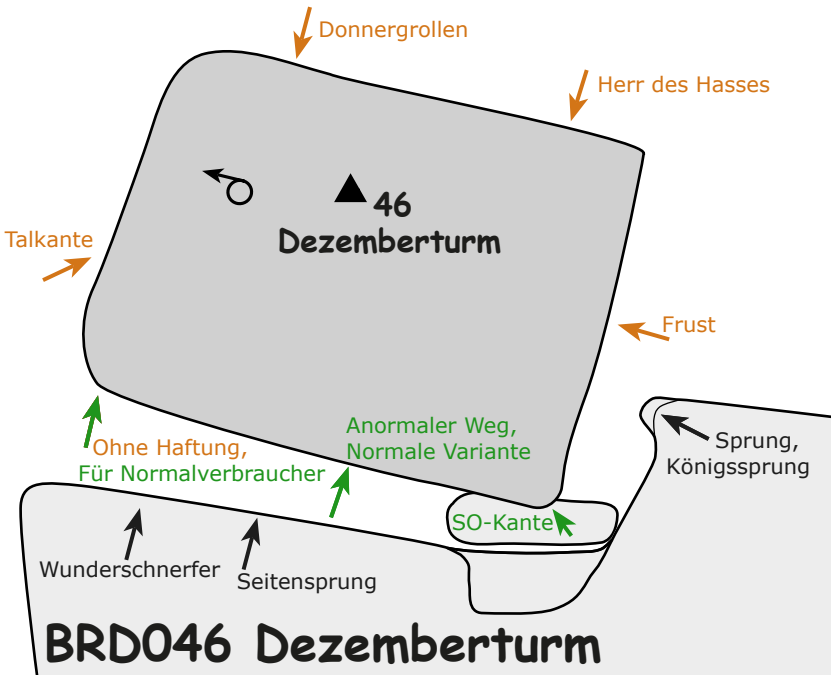 Donnergrollen
Herr des Hasses
46
Dezemberturm
Talkante
Frust
Anormaler Weg,
Normale Variante
Ohne Haftung,
Für Normalverbraucher
Sprung,
Königssprung
SO-Kante
Wunderschnerfer
Seitensprung
BRD046 Dezemberturm